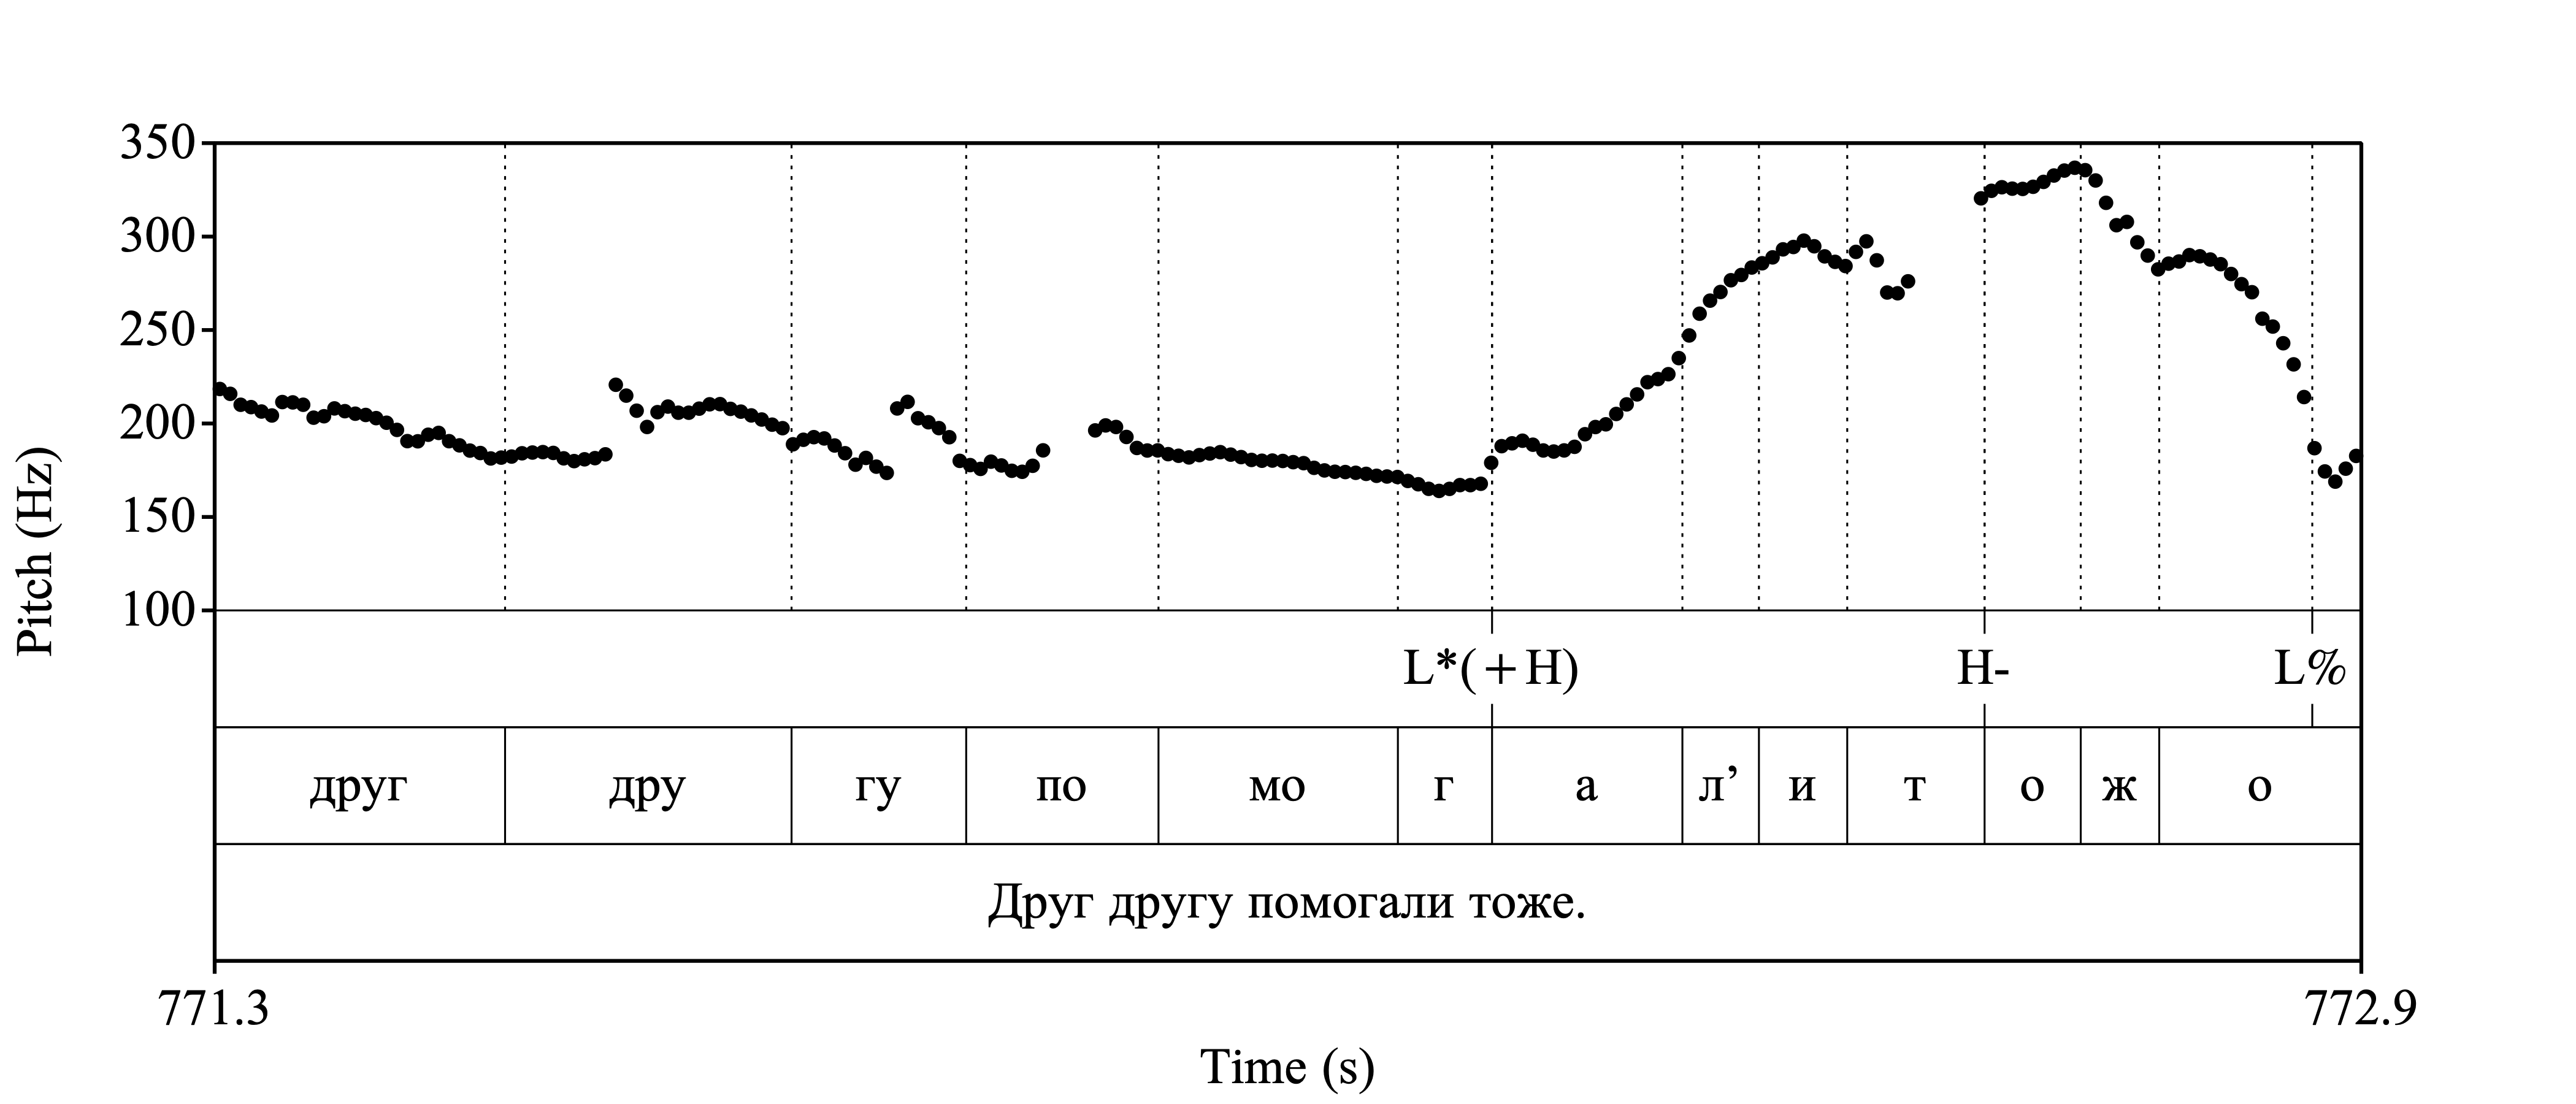 350
300
250
200
150
100
Pitch (Hz)
L*(+H) H- L%
друг дру гу по мо г а л’ и т о ж о
Друг другу помогали тоже.
771.3 772.9
Time (s)